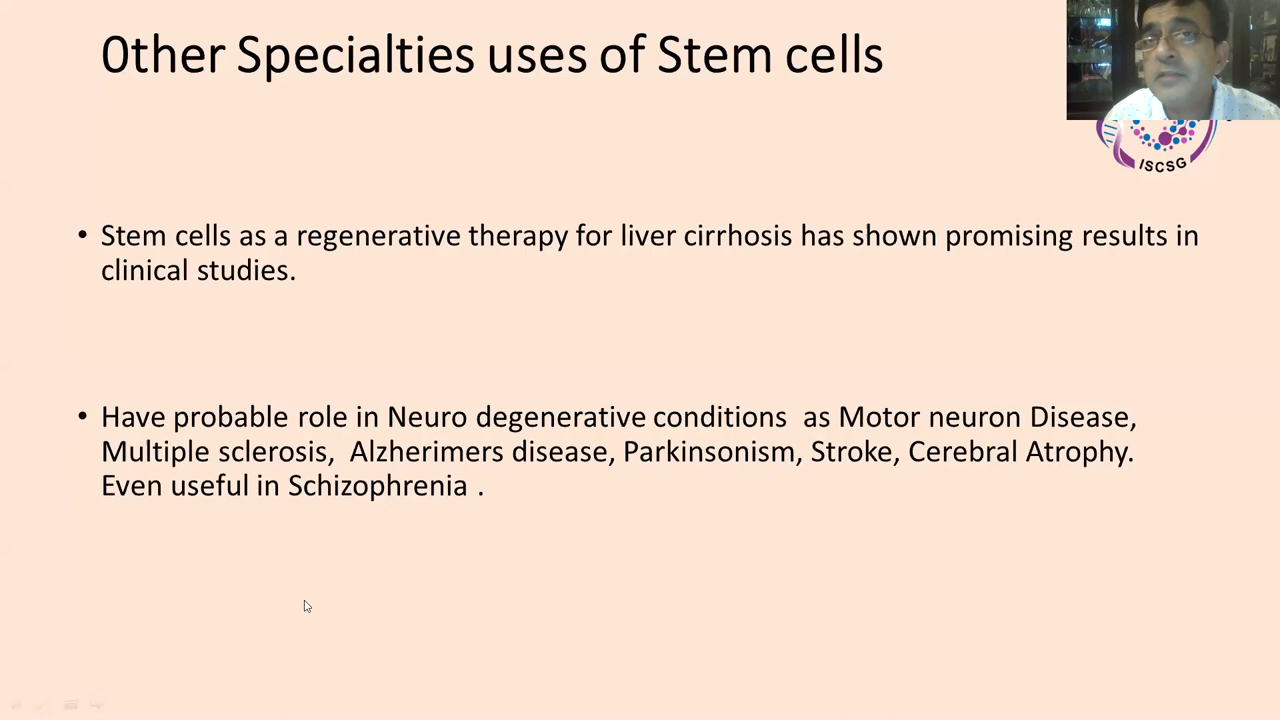 0ther Specialties uses of Stem cells
ISCSG
• Stem cells as a regenerative therapy for liver cirrhosis has shown promising results in
clinical studies.
• Have probable role in Neuro degenerative conditions  as Motor neuron Disease,
Multiple sclerosis,  Alzherimers disease, Parkinsonism, Stroke, Cerebral Atrophy.
Even useful in Schizophrenia .